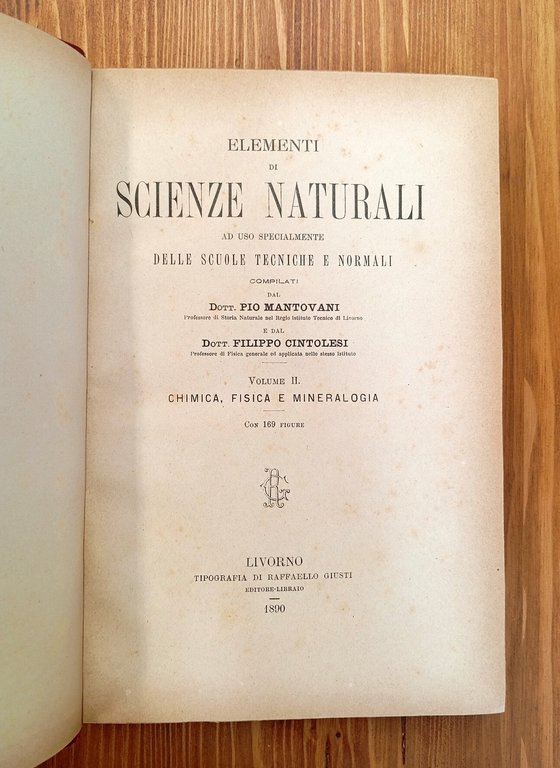 ELEMENTI
DI
SCIENZE NATURALI
AD USO SPECIALMENTE
DELLE SCUOLE TECNICHE E NORMALI
COMPILATI
DAL
DOTT. PIO MANTOVANI
Professore di Storia Naturale nel Regio Istituto Tecnico di Livorno
E DAL
DOTT. FILIPPO CINTOLESI
Professore di Fisica generale ed applicata nello stesso Istituto
VOLUME II.
CHIMICA, FISICA E MINERALOGIA
CON 169 FIGURE
LIVORNO
TIPOGRAFIA DI RAFFAELLO GIUSTI
EDITORE-LIBRAIO
1890